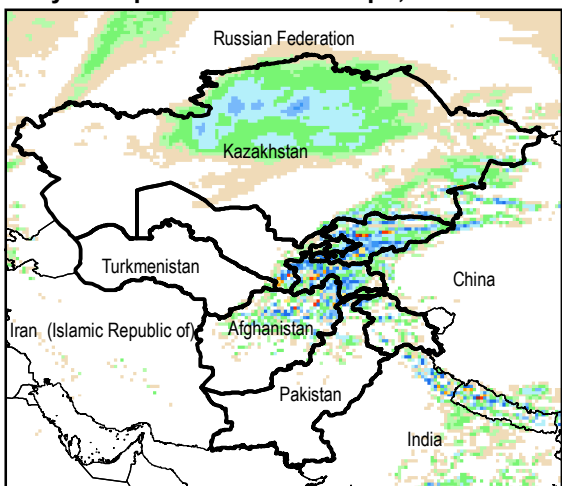 Russian Federation
Kazakhstan
Turkmenistan
China
Iran (Islamic Republic of)
Afghanistan
Pakistan
India